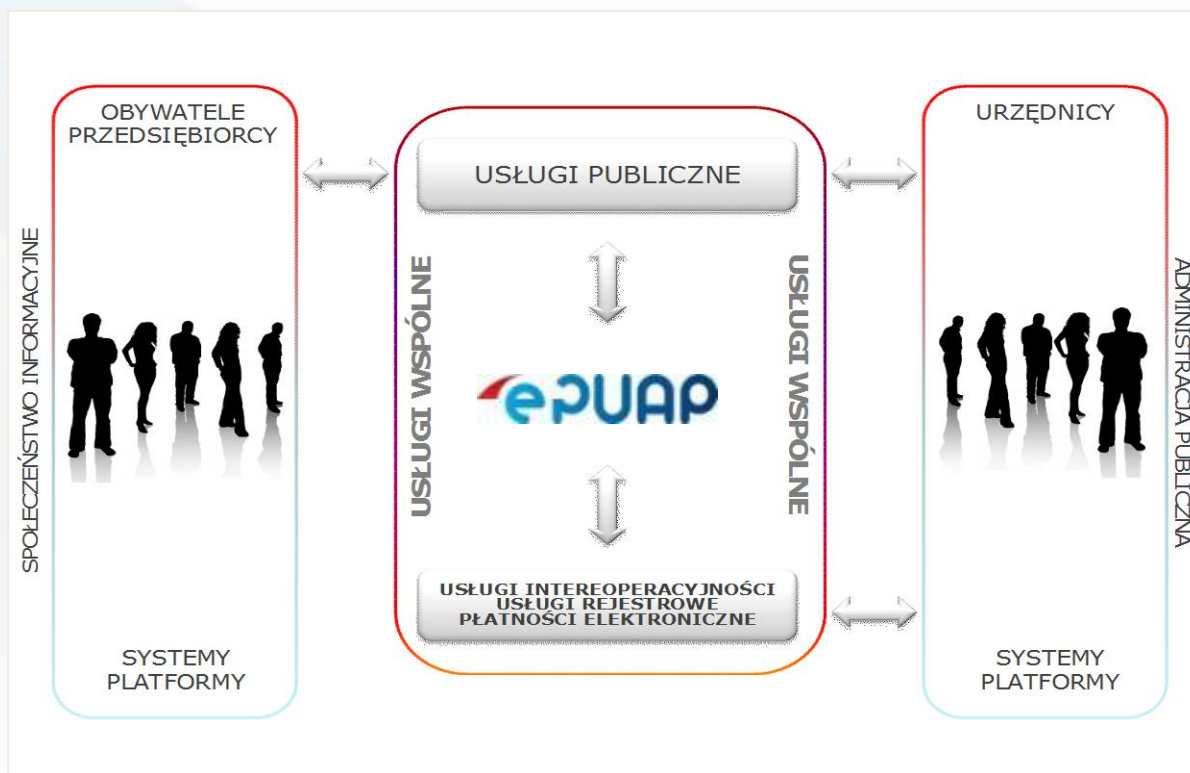 SPOŁECZEŃSTWO INFORMACYJNE
OBYWATELE
PRZEDSIĘBIORCY
SYSTEMY
PLATFORMY
USŁUGI PUBLICZNE
USŁUGI WSPÓLNE
ePUAP
USŁUGI WSPÓLNE
USŁUGI INTEREOPERACYJNOŚCI
USŁUGI REJESTROWE
PŁATNOŚCI ELEKTRONICZNE
URZĘDNICY
SYSTEMY
PLATFORMY
ADMINISTRACJA PUBLICZNA